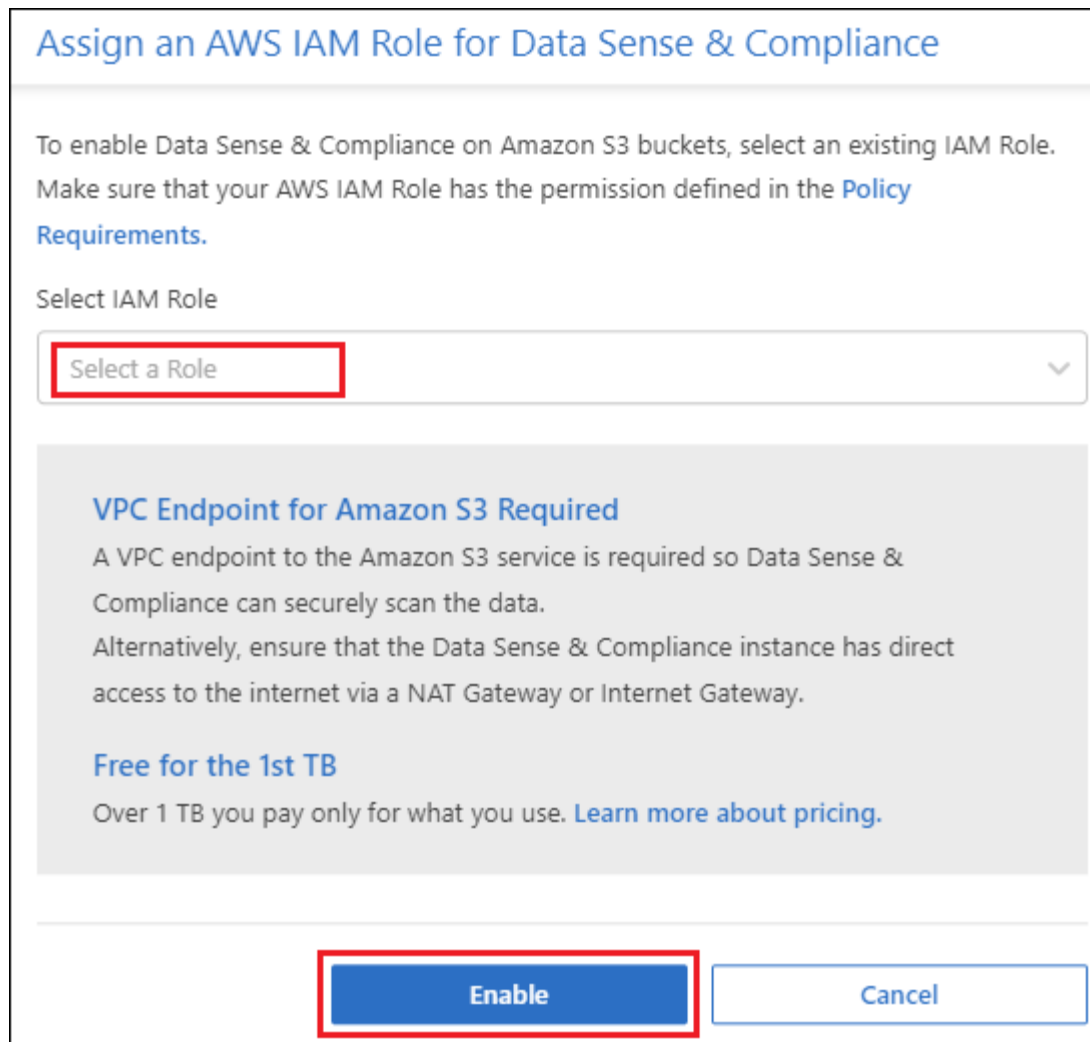 Assign an AWS IAM Role for Data Sense & Compliance
To enable Data Sense & Compliance on Amazon S3 buckets, select an existing IAM Role.
Make sure that your AWS IAM Role has the permission defined in the Policy
Requirements.
Select IAM Role
Select a Role
VPC Endpoint for Amazon S3 Required
A VPC endpoint to the Amazon S3 service is required so Data Sense &
Compliance can securely scan the data.
Alternatively, ensure that the Data Sense & Compliance instance has direct
access to the internet via a NAT Gateway or Internet Gateway.
Free for the 1st TB
Over 1 TB you pay only for what you use. Learn more about pricing.
Enable
Cancel